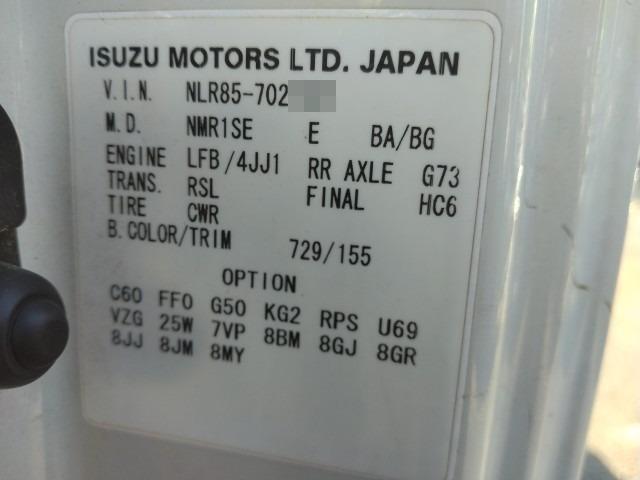 ISUZU MOTORS LTD. JAPAN
V.I.N. NLR85-702
M.D. NMR1SE E BA/BG
ENGINE LFB/4JJ1 RR AXLE G73
TRANS. RSL FINAL HC6
TIRE CWR
B.COLOR/TRIM 729/155
OPTION
C60 FF0 G50 KG2 RPS U69
VZG 25W 7VP 8BM 8GJ 8GR
8JJ 8JM 8MY